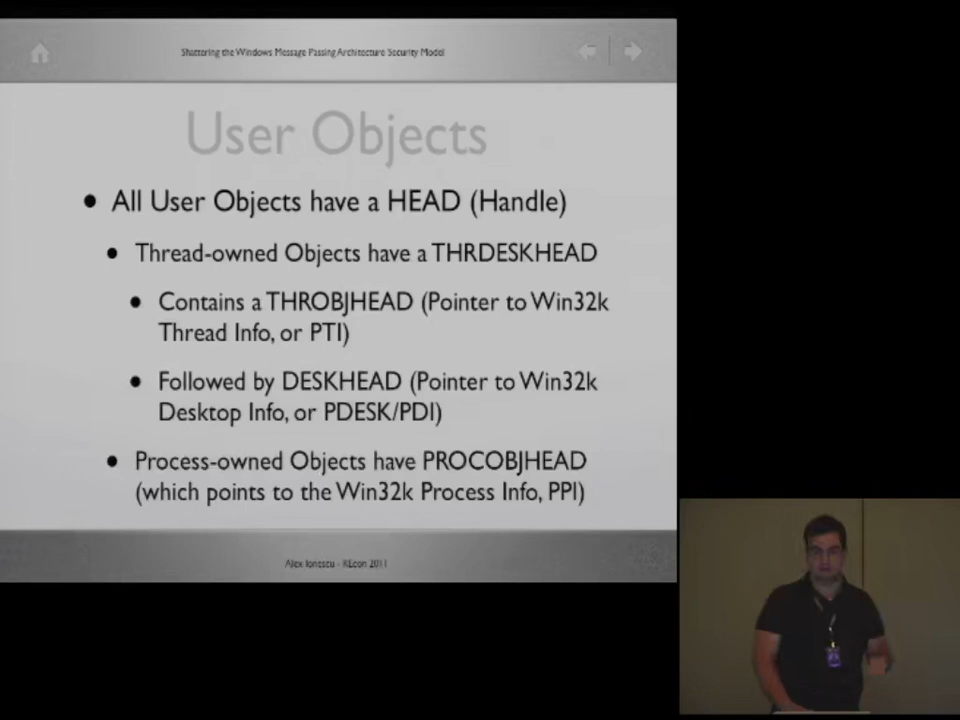 Shattering the Windows Message Passing Architecture Security Model
User Objects
• All User Objects have a HEAD (Handle)
• Thread-owned Objects have a THRDESKHEAD
• Contains a THROBJHEAD (Pointer to Win32k
Thread Info, or PTI)
• Followed by DESKHEAD (Pointer to Win32k
Desktop Info, or PDESK/PDI)
• Process-owned Objects have PROCOBJHEAD
(which points to the Win32k Process Info, PPI)
Alex Ionescu - REcon 2011